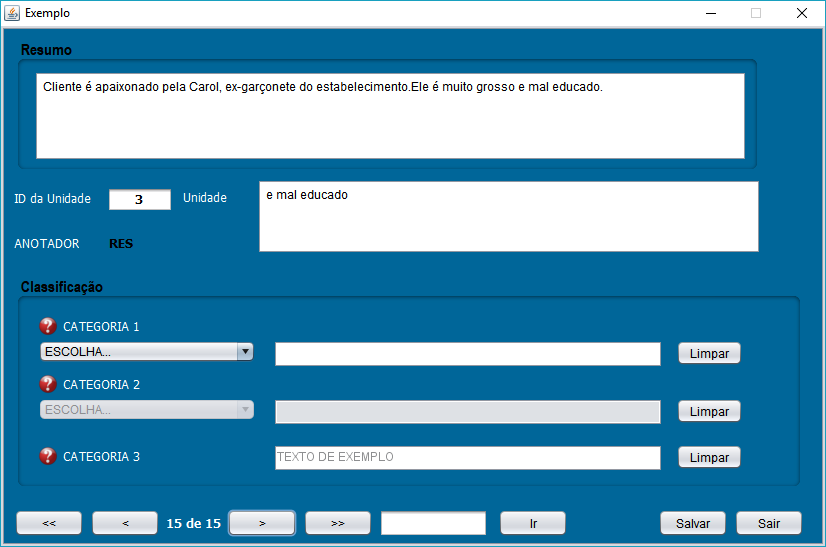 Exemplo
Resumo
Cliente é apaixonado pela Carol, ex-garçonete do estabelecimento.Ele é muito grosso e mal educado.
ID da Unidade 3 Unidade e mal educado
ANOTADOR RES
Classificação
? CATEGORIA 1
ESCOLHA... Limpar
? CATEGORIA 2
ESCOLHA... Limpar
? CATEGORIA 3 TEXTO DE EXEMPLO Limpar
<< < 15 de 15 > >> Ir Salvar Sair